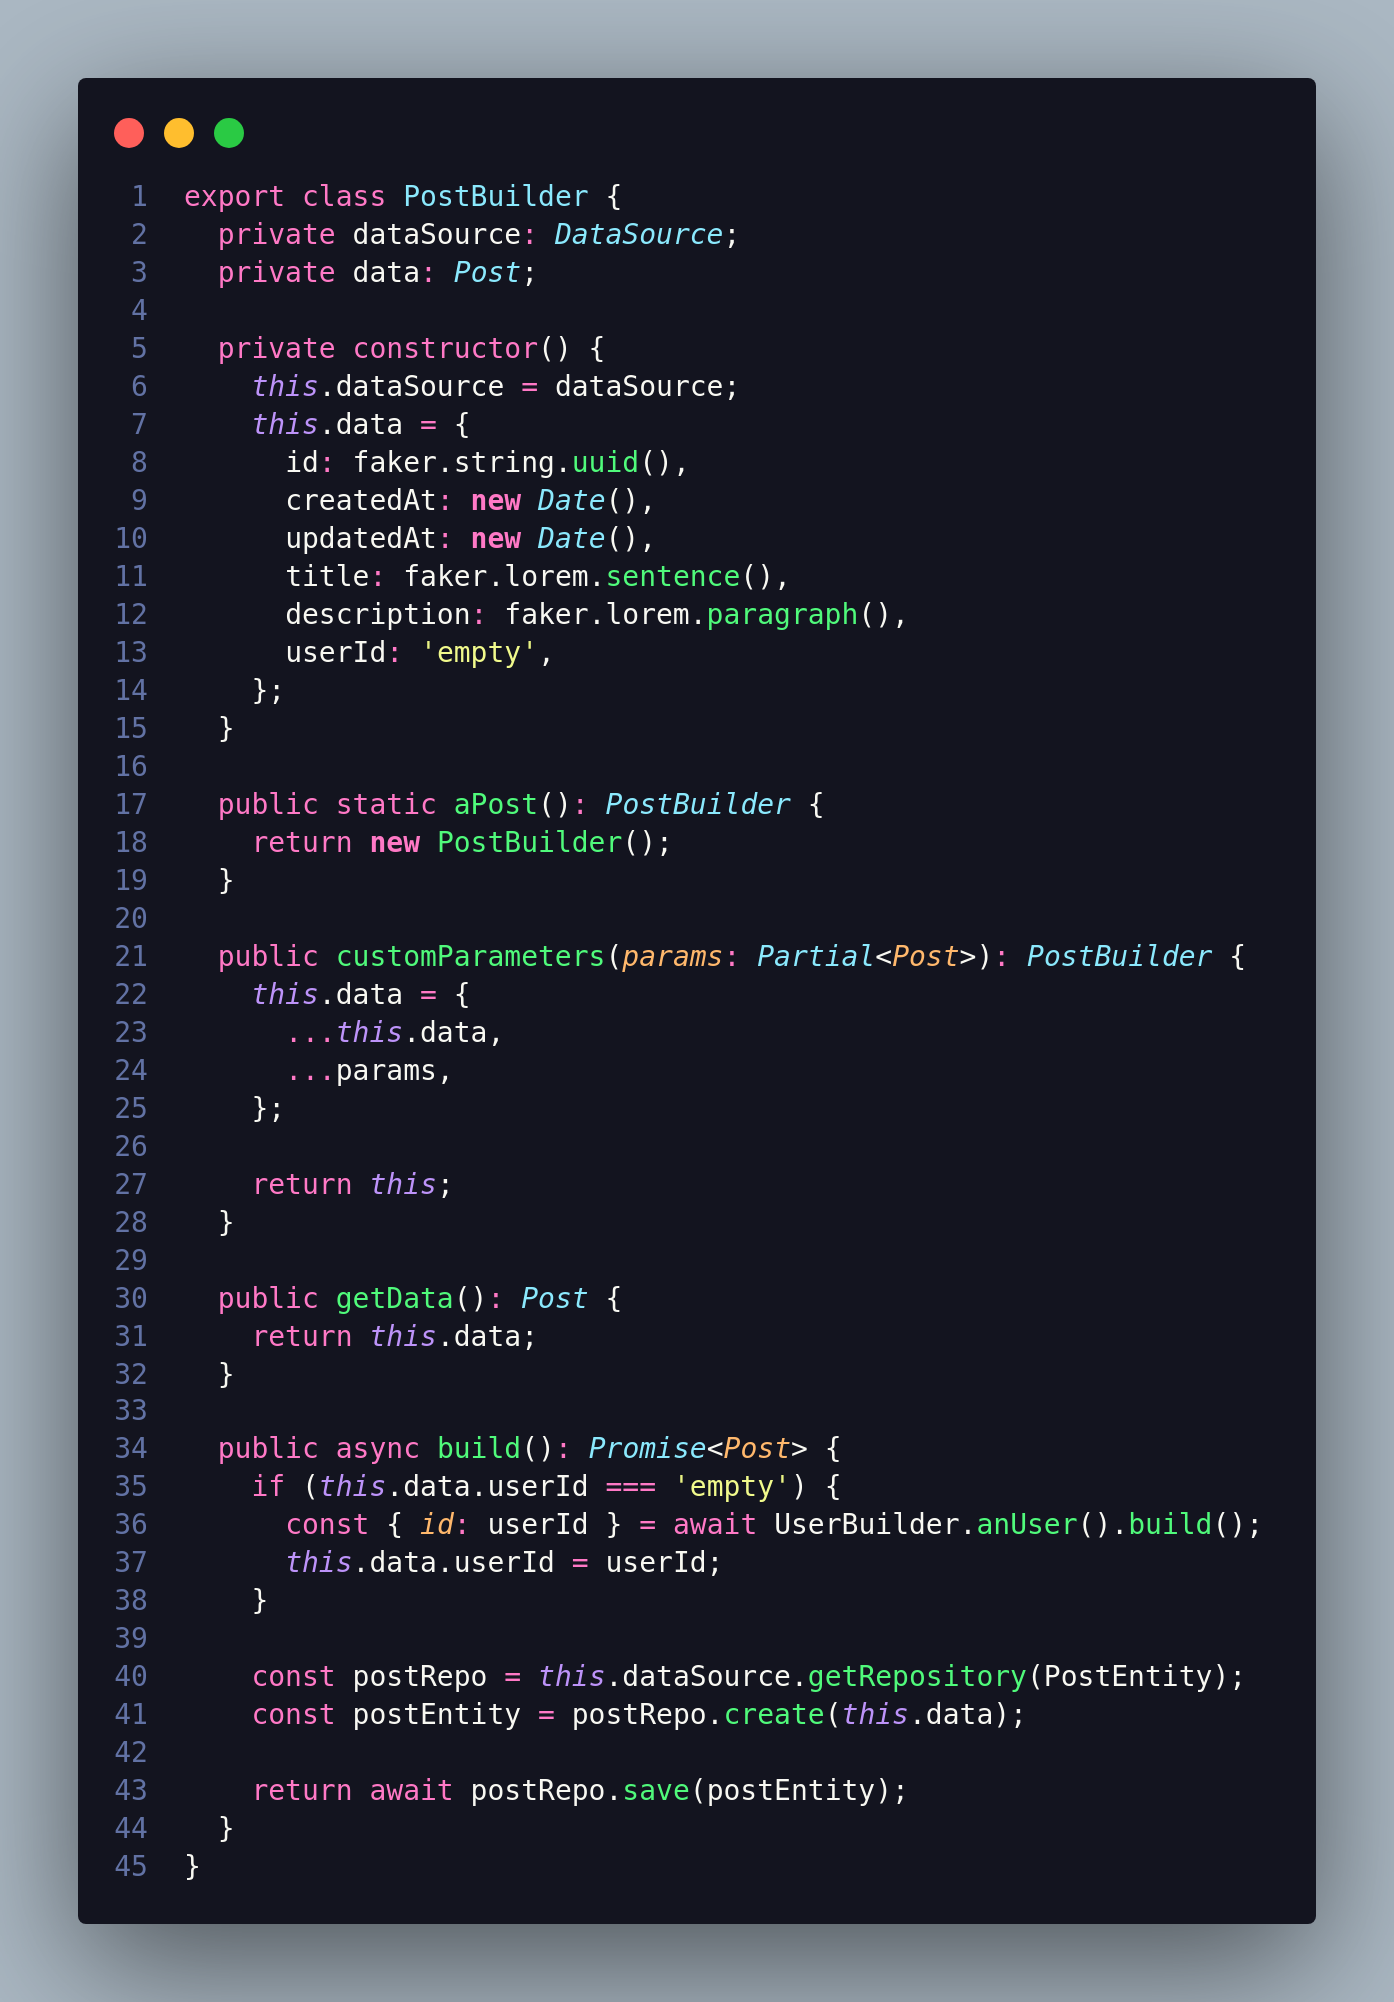 1 export class PostBuilder {
2   private dataSource: DataSource;
3   private data: Post;
4
5   private constructor() {
6     this.dataSource = dataSource;
7     this.data = {
8       id: faker.string.uuid(),
9       createdAt: new Date(),
10       updatedAt: new Date(),
11       title: faker.lorem.sentence(),
12       description: faker.lorem.paragraph(),
13       userId: 'empty',
14     };
15   }
16
17   public static aPost(): PostBuilder {
18     return new PostBuilder();
19   }
20
21   public customParameters(params: Partial<Post>): PostBuilder {
22     this.data = {
23       ...this.data,
24       ...params,
25     };
26
27     return this;
28   }
29
30   public getData(): Post {
31     return this.data;
32   }
33
34   public async build(): Promise<Post> {
35     if (this.data.userId === 'empty') {
36       const { id: userId } = await UserBuilder.anUser().build();
37       this.data.userId = userId;
38     }
39
40     const postRepo = this.dataSource.getRepository(PostEntity);
41     const postEntity = postRepo.create(this.data);
42
43     return await postRepo.save(postEntity);
44   }
45 }